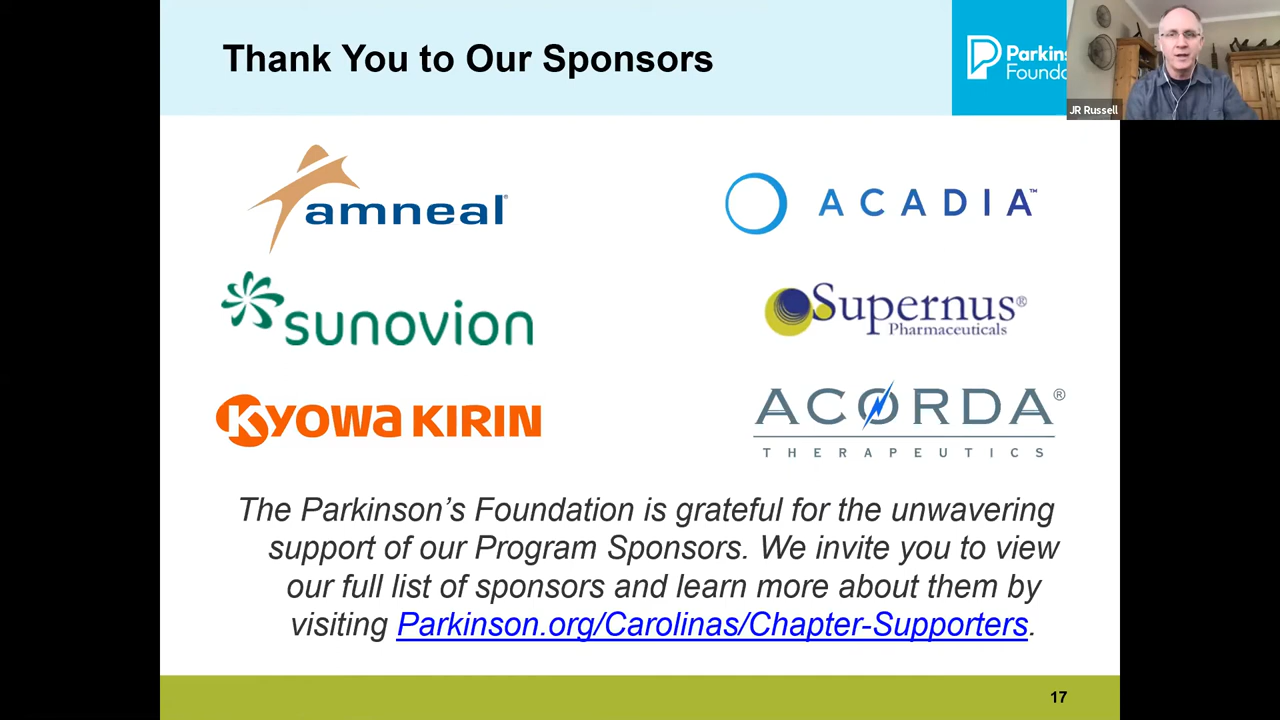 Thank You to Our Sponsors
Parkins
Founda
JR Russell
amneal®
ACADIA™
sunovion
Supernus®
Pharmaceuticals
KYOWA KIRIN
ACORDA®
THERAPEUTICS
The Parkinson’s Foundation is grateful for the unwavering
support of our Program Sponsors. We invite you to view
our full list of sponsors and learn more about them by
visiting Parkinson.org/Carolinas/Chapter-Supporters.
17